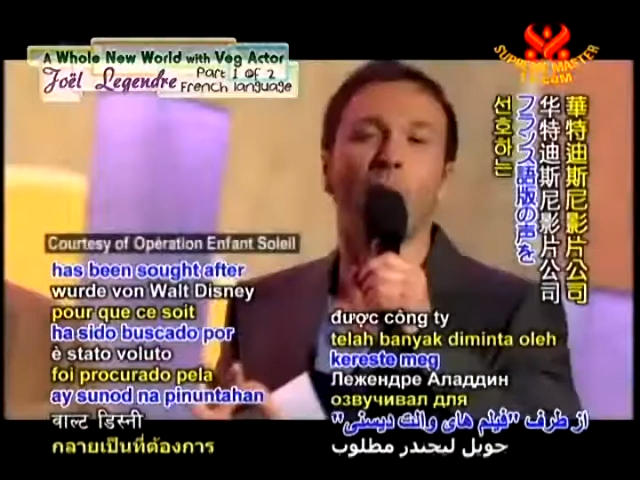 A Whole New World with Veg Actor
Joël Legendre Part 1 of 2
French language
SUPREME MASTER
TV.COM
華特迪斯尼影片公司
华特迪斯尼影片公司
フランス語版の声を
선호하는
Courtesy of Opération Enfant Soleil
has been sought after
wurde von Walt Disney
pour que ce soit
ha sido buscado por
è stato voluto
foi procurado pela
ay sunod na pinuntahan
वाल्ट डिस्नी
กลายเป็นที่ต้องการ
được công ty
telah banyak diminta oleh
kereste meg
Лежендре Аладдин
озвучивал для
از طرف "فیلم های والت دیسنی"
جويل ليجندر مطلوب